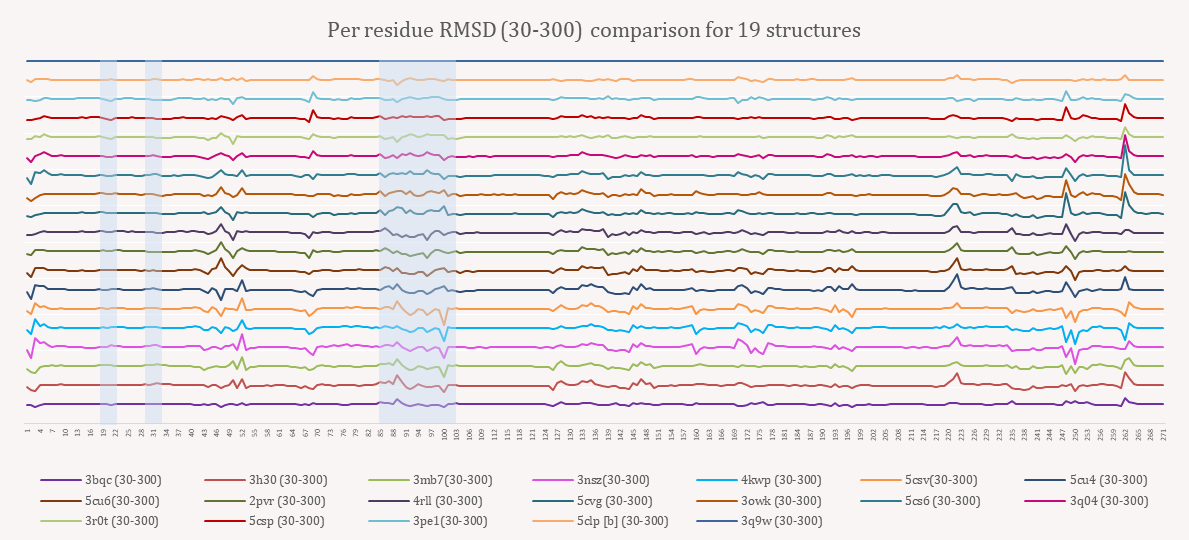 Per residue RMSD (30-300) comparison for 19 structures
1 4 7 10 13 16 19 22 25 28 31 34 37 40 43 46 49 52 55 58 61 64 67 70 73 76 79 82 85 88 91 94 97 100 103 106 109 112 115 118 121 124 127 130 133 136 139 142 145 148 151 154 157 160 163 166 169 172 175 178 181 184 187 190 193 196 199 202 205 208 211 214 217 220 223 226 229 232 235 238 241 244 247 250 253 256 259 262 265 268 271
3bqc (30-300) 3h30 (30-300) 3mb7(30-300) 3nsz(30-300) 4kwp (30-300) 5csv(30-300) 5cu4 (30-300)
5cu6(30-300) 2pvr (30-300) 4rll (30-300) 5cvg (30-300) 3owk (30-300) 5cs6 (30-300) 3q04 (30-300)
3r0t (30-300) 5csp (30-300) 3pe1(30-300) 5clp [b] (30-300) 3q9w (30-300)